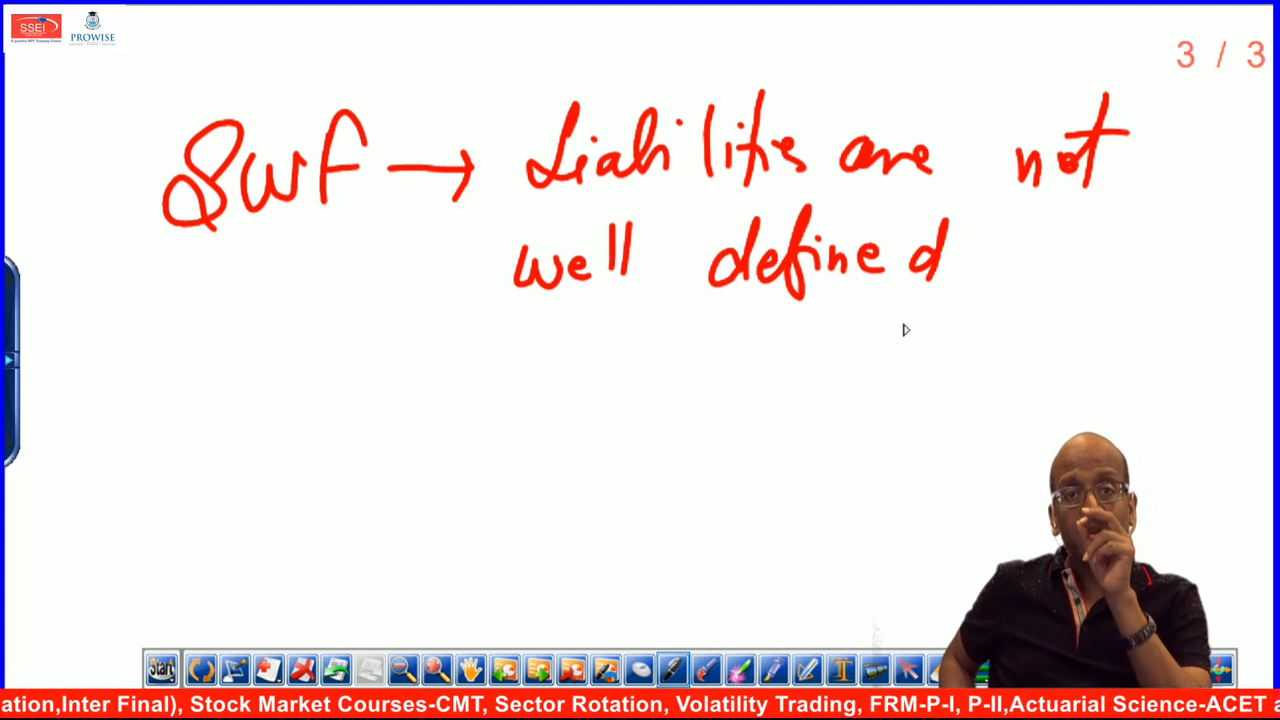 SSEI
PROWISE
3 / 3
SWF → Liabilities are not
well defined
Start
ation,Inter Final), Stock Market Courses-CMT, Sector Rotation, Volatility Trading, FRM-P-I, P-II,Actuarial Science-ACET a